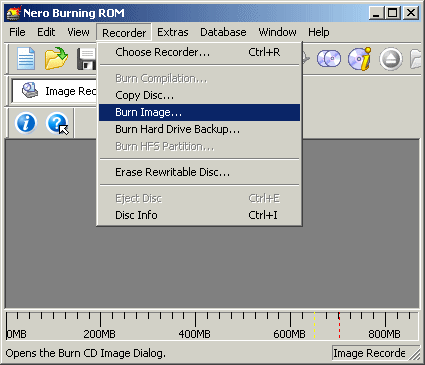 Nero Burning ROM
File Edit View Recorder Extras Database Window Help
Choose Recorder... Ctrl+R
Burn Compilation...
Copy Disc...
Burn Image...
Burn Hard Drive Backup...
Burn HFS Partition...
Erase Rewritable Disc...
Eject Disc Ctrl+E
Disc Info Ctrl+I
Image Rec
0MB 200MB 400MB 600MB 800MB
Opens the Burn CD Image Dialog. Image Recorde